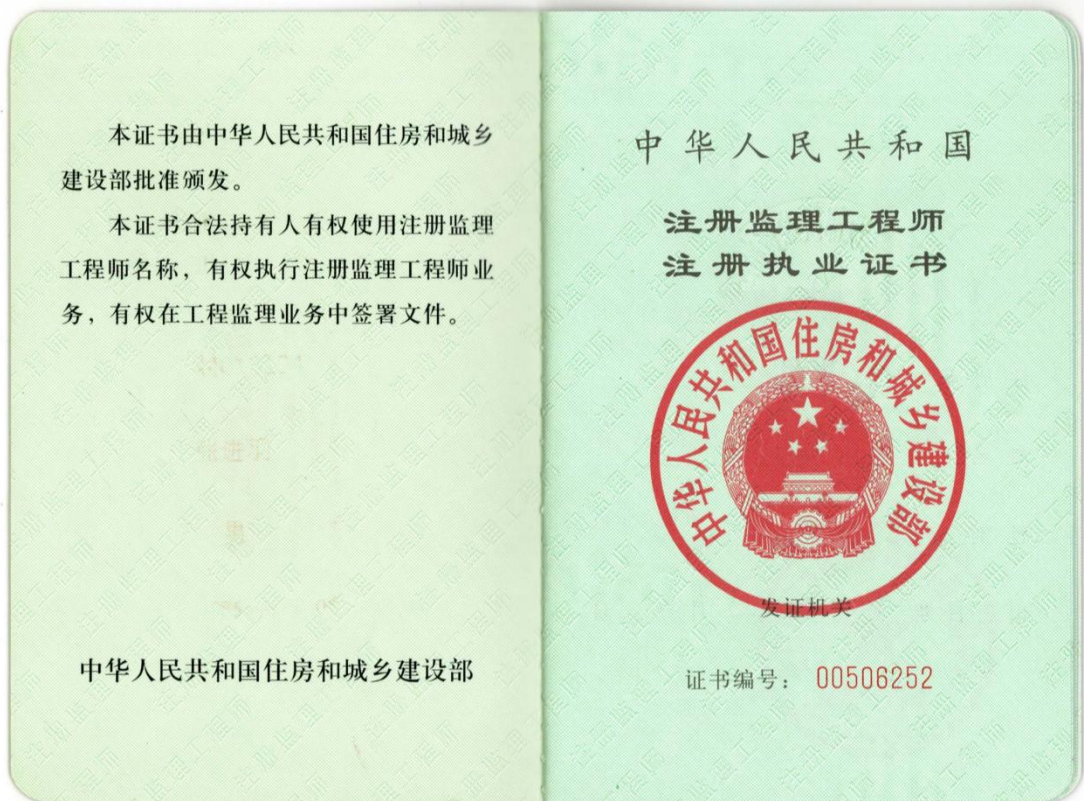 本证书由中华人民共和国住房和城乡
建设部批准颁发。
本证书合法持有人有权使用注册监理
工程师名称，有权执行注册监理工程师业
务，有权在工程监理业务中签署文件。
中华人民共和国住房和城乡建设部
中华人民共和国
注册监理工程师
注册执业证书
中华人民共和国住房和城乡建设部
发证机关
证书编号： 00506252